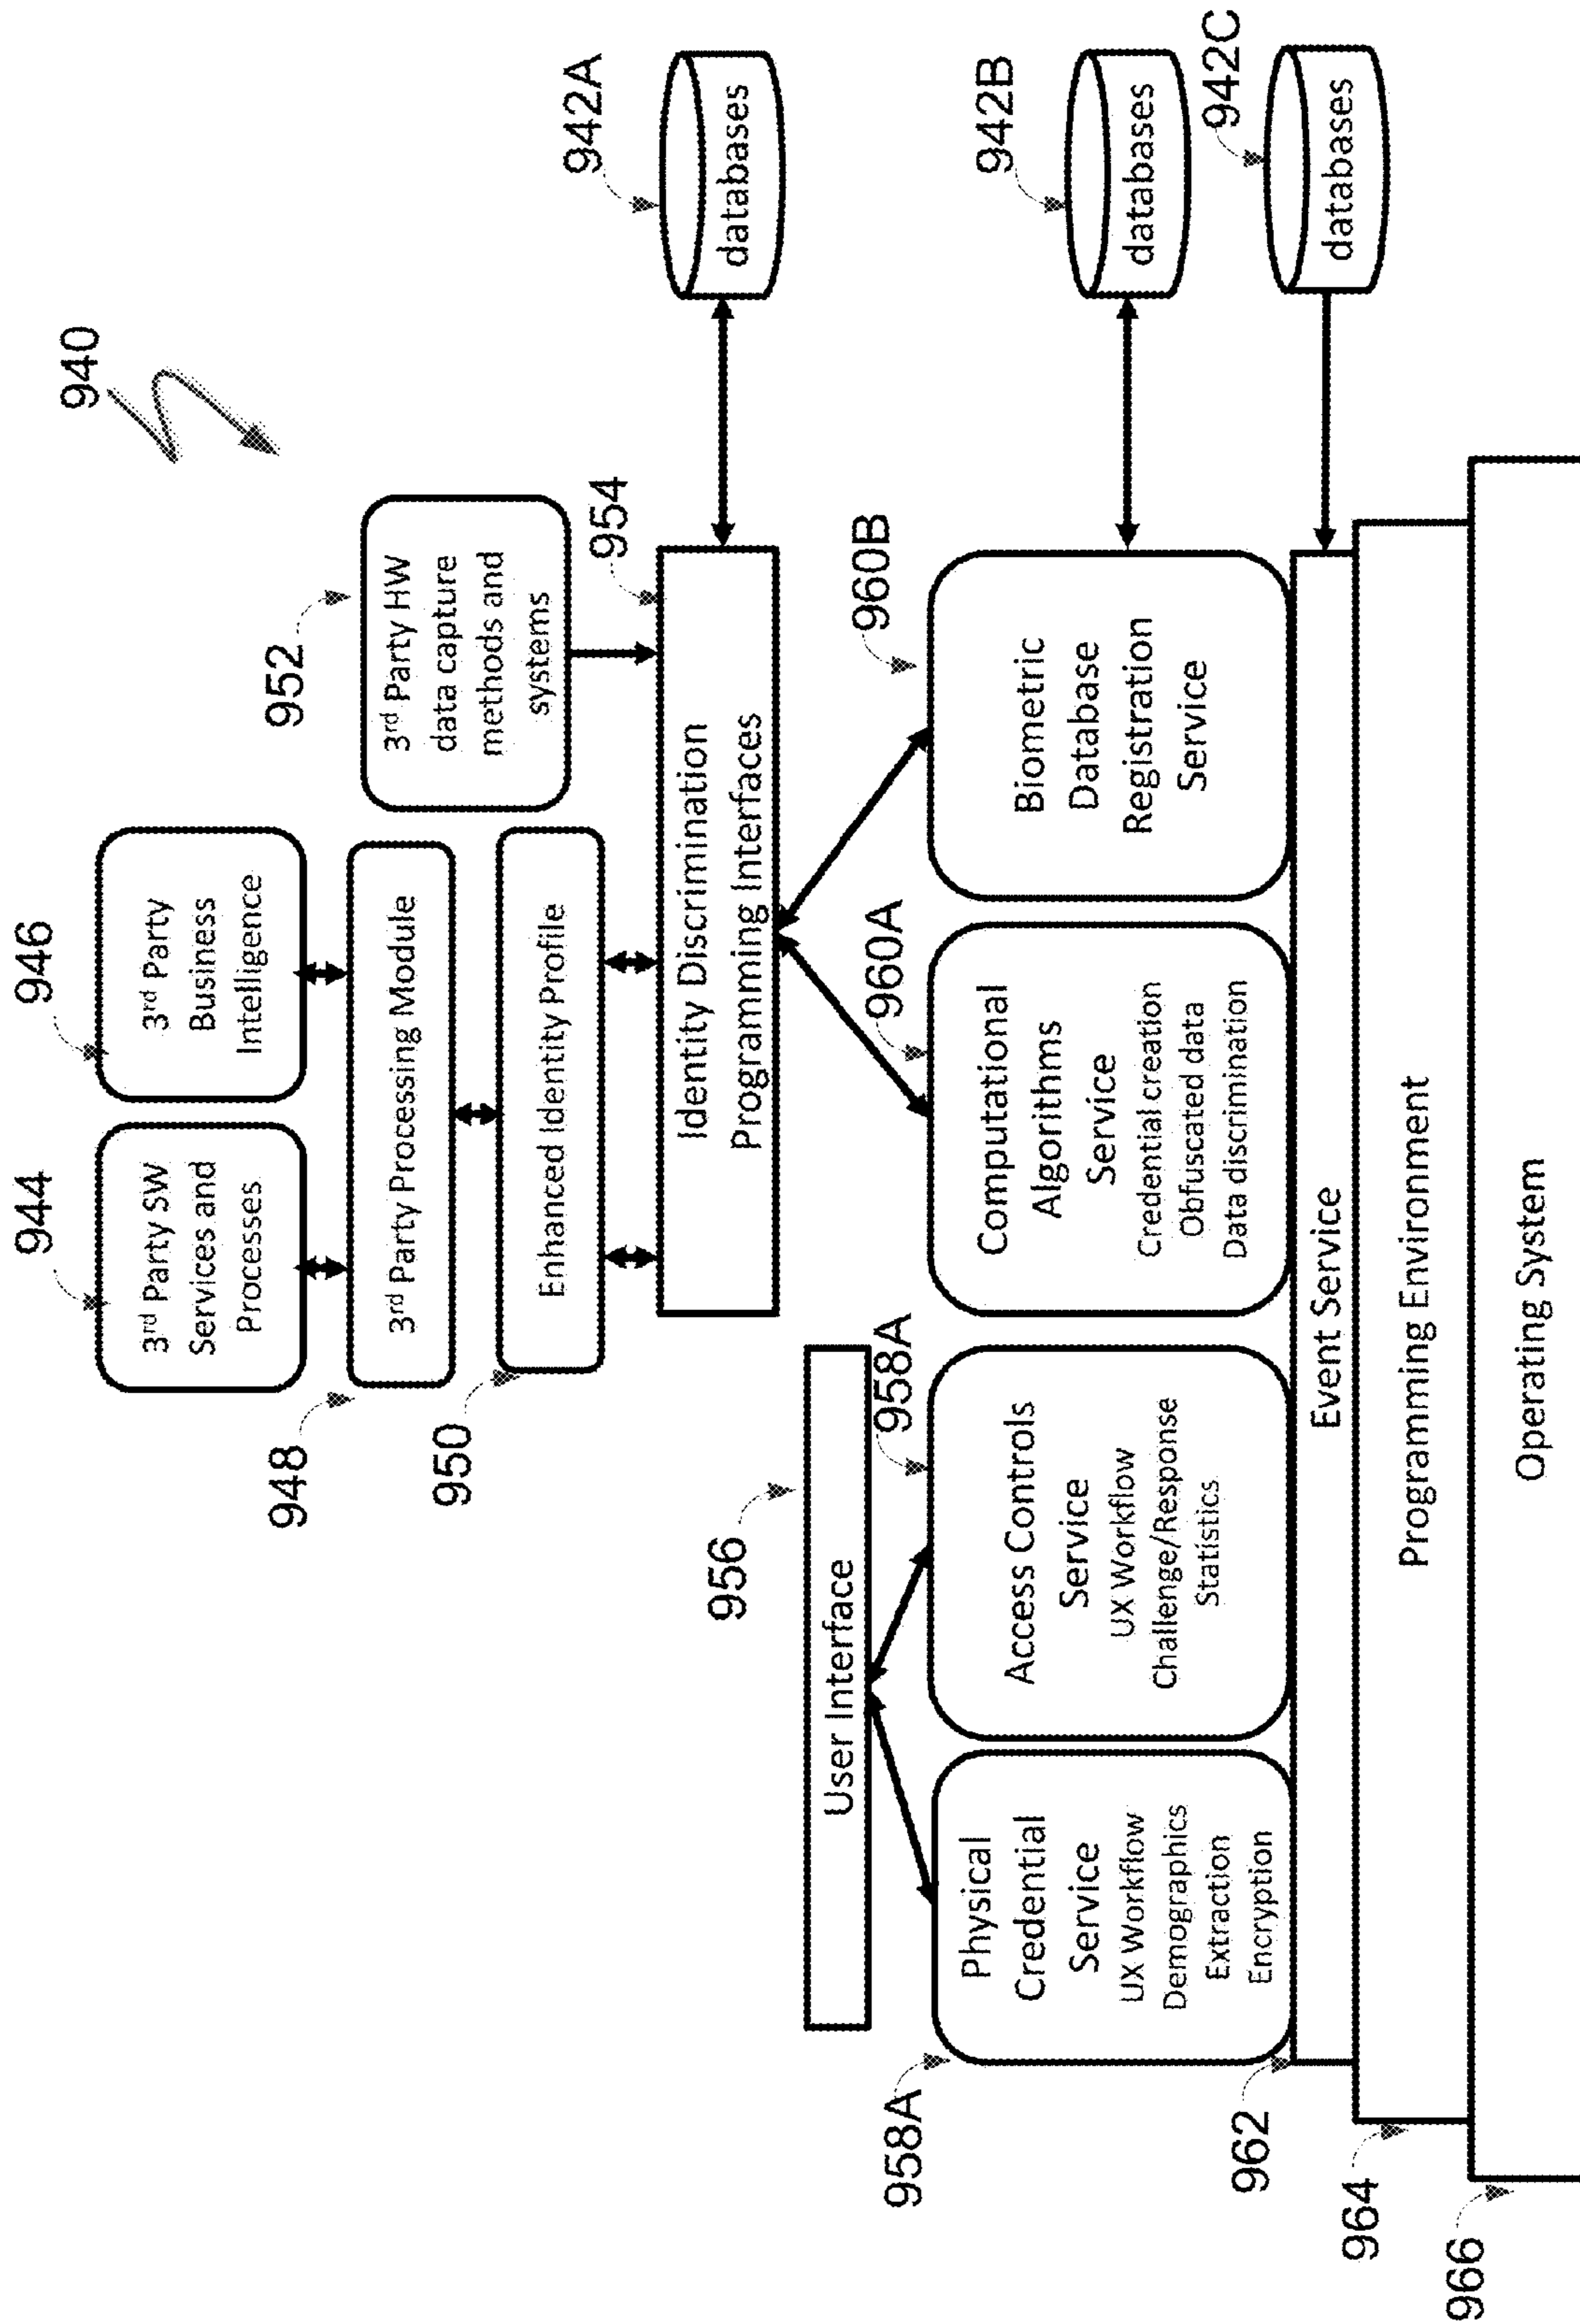 940
944
946
3rd Party SW
Services and
Processes
3rd Party
Business
Intelligence
948
3rd Party Processing Module
952
3rd Party HW
data capture
methods and
systems
950
Enhanced Identity Profile
954
Identity Discrimination
Programming Interfaces
942A
databases
956
User Interface
958A
Physical
Credential
Service
UX Workflow
Demographics
Extraction
Encryption
958A
Access Controls
Service
UX Workflow
Challenge/Response
Statistics
960A
Computational
Algorithms
Service
Credential creation
Obfuscated data
Data discrimination
960B
Biometric
Database
Registration
Service
942B
databases
942C
databases
962
Event Service
964
Programming Environment
966
Operating System